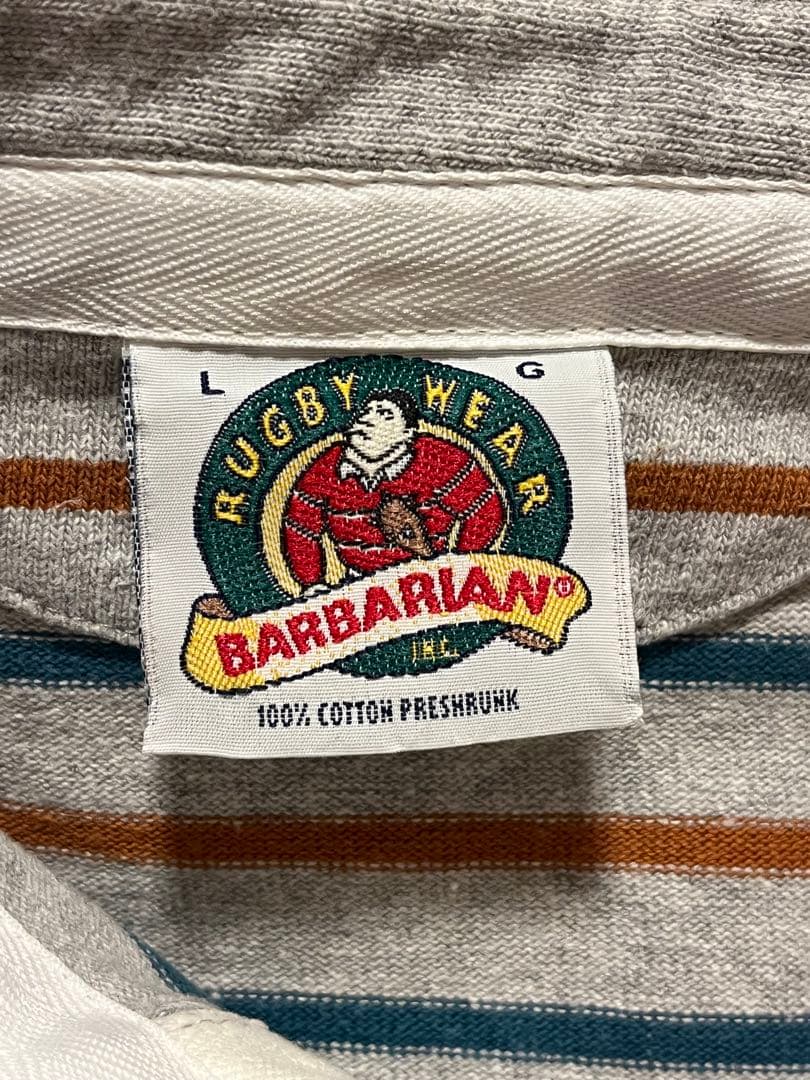 L G
RUGBY WEAR
BARBARIAN®
INC.
100% COTTON PRESHRUNK